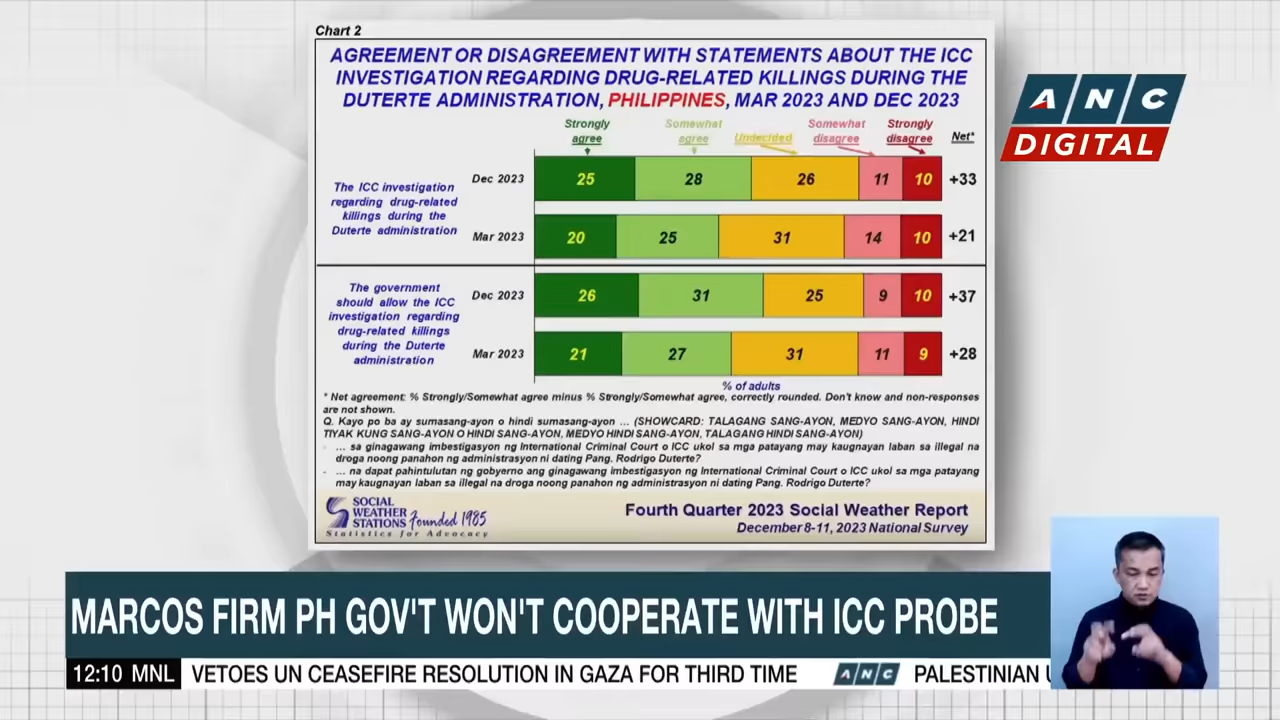 Chart 2
AGREEMENT OR DISAGREEMENT WITH STATEMENTS ABOUT THE ICC
INVESTIGATION REGARDING DRUG-RELATED KILLINGS DURING THE
DUTERTE ADMINISTRATION, PHILIPPINES, MAR 2023 AND DEC 2023
Strongly agree
Somewhat agree
Undecided
Somewhat disagree
Strongly disagree
Net*
The ICC investigation
regarding drug-related
killings during the
Duterte administration
Dec 2023 25 28 26 11 10 +33
Mar 2023 20 25 31 14 10 +21
The government
should allow the ICC
investigation regarding
drug-related killings
during the Duterte
administration
Dec 2023 26 31 25 9 10 +37
Mar 2023 21 27 31 11 9 +28
% of adults
* Net agreement: % Strongly/Somewhat agree minus % Strongly/Somewhat agree, correctly rounded. Don't know and non-responses
are not shown.
Q. Kayo po ba ay sumasang-ayon o hindi sumasang-ayon ... (SHOWCARD: TALAGANG SANG-AYON, MEDYO SANG-AYON, HINDI
TIYAK KUNG SANG-AYON O HINDI SANG-AYON, MEDYO HINDI SANG-AYON, TALAGANG HINDI SANG-AYON)
- ... sa ginagawang imbestigasyon ng International Criminal Court o ICC ukol sa mga patayang may kaugnayan laban sa illegal na
droga noong panahon ng administrasyon ni dating Pang. Rodrigo Duterte?
- ... na dapat pahintulutan ng gobyerno ang ginagawang imbestigasyon ng International Criminal Court o ICC ukol sa mga patayang
may kaugnayan laban sa illegal na droga noong panahon ng administrasyon ni dating Pang. Rodrigo Duterte?
SOCIAL
WEATHER
STATIONS Founded 1985
Statistics for Advocacy
Fourth Quarter 2023 Social Weather Report
December 8-11, 2023 National Survey
ANC
DIGITAL
MARCOS FIRM PH GOV'T WON'T COOPERATE WITH ICC PROBE
12:10 MNL VETOES UN CEASEFIRE RESOLUTION IN GAZA FOR THIRD TIME ANC PALESTINIAN U